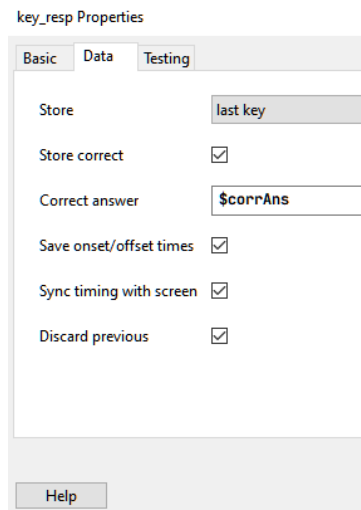 key_resp Properties
Basic Data Testing
Store last key
Store correct
Correct answer $corrAns
Save onset/offset times
Sync timing with screen
Discard previous
Help